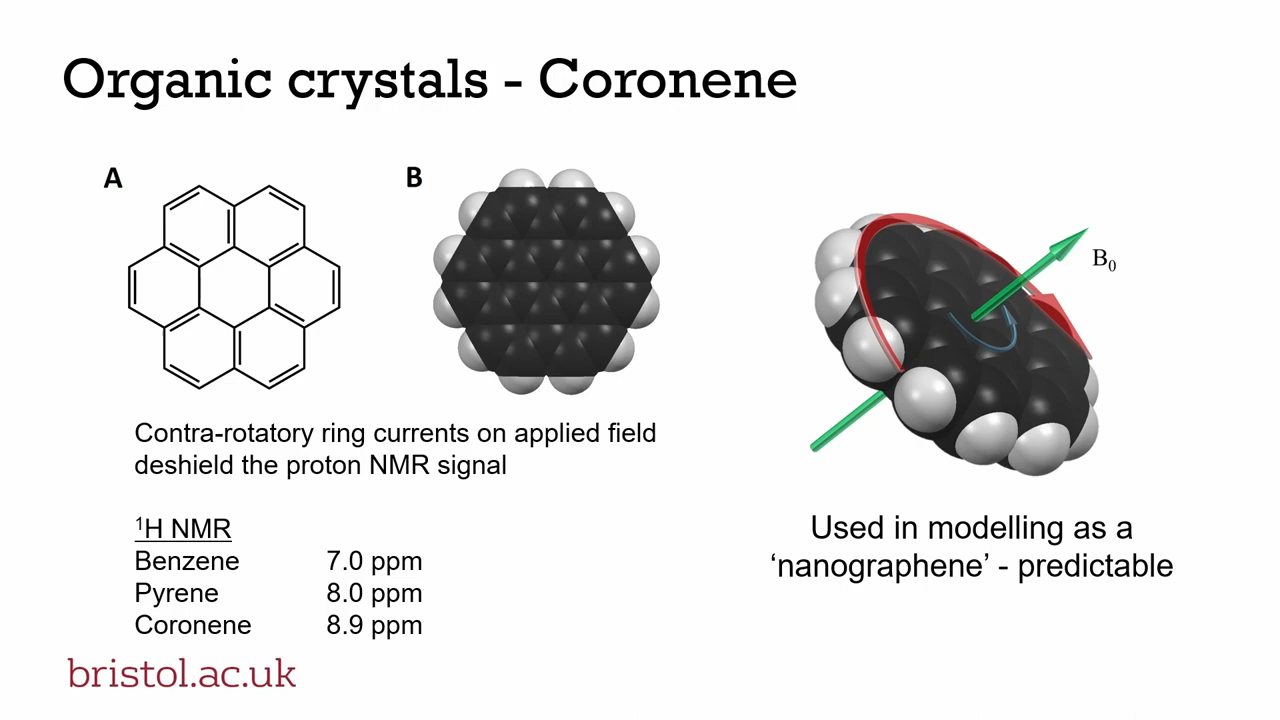 Organic crystals - Coronene
A
B
B₀
Contra-rotatory ring currents on applied field
deshield the proton NMR signal
¹H NMR
Benzene 7.0 ppm
Pyrene 8.0 ppm
Coronene 8.9 ppm
Used in modelling as a
‘nanographene’ - predictable
bristol.ac.uk